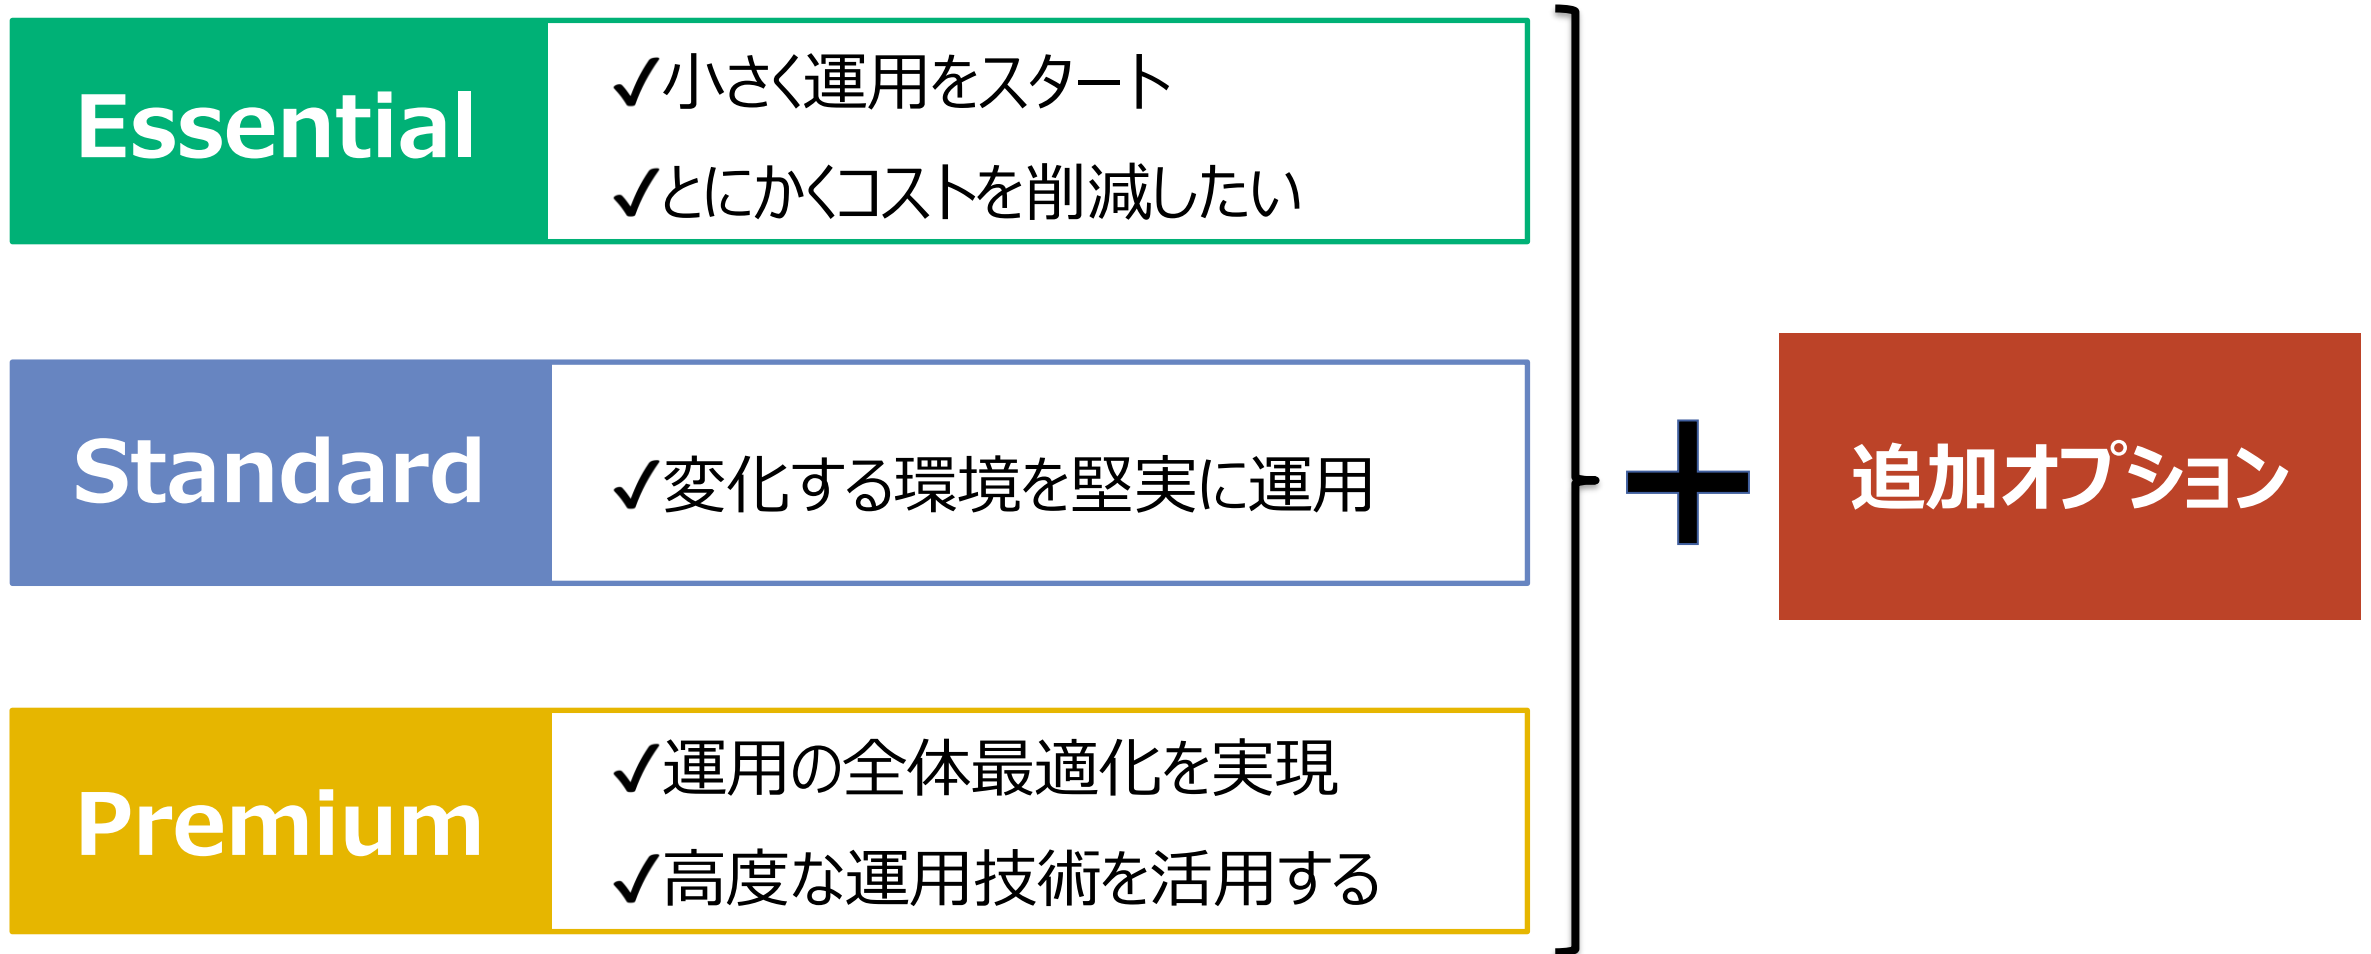 Essential
✓小さく運用をスタート
✓とにかくコストを削減したい
Standard
✓変化する環境を堅実に運用
追加オプション
Premium
✓運用の全体最適化を実現
✓高度な運用技術を活用する